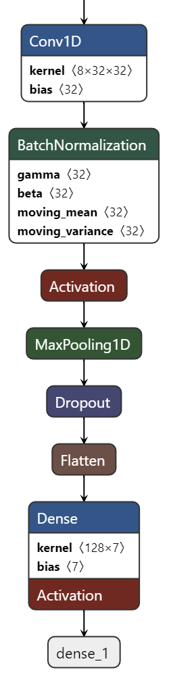 Conv1D
kernel 〈8×32×32〉
bias 〈32〉
BatchNormalization
gamma 〈32〉
beta 〈32〉
moving_mean 〈32〉
moving_variance 〈32〉
Activation
MaxPooling1D
Dropout
Flatten
Dense
kernel 〈128×7〉
bias 〈7〉
Activation
dense_1